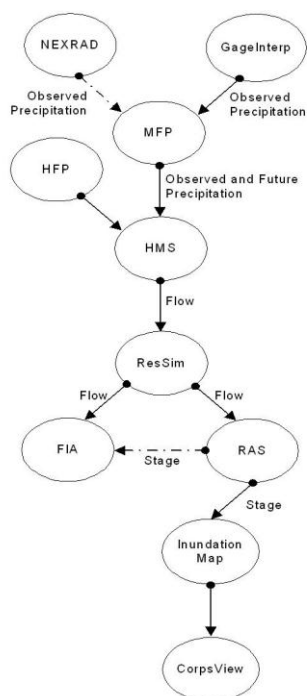 NEXRAD
GageInterp
Observed
Precipitation
Observed
Precipitation
MFP
HFP
Observed and Future
Precipitation
HMS
Flow
ResSim
Flow
Flow
FIA
RAS
Stage
Stage
Inundation
Map
CorpsView